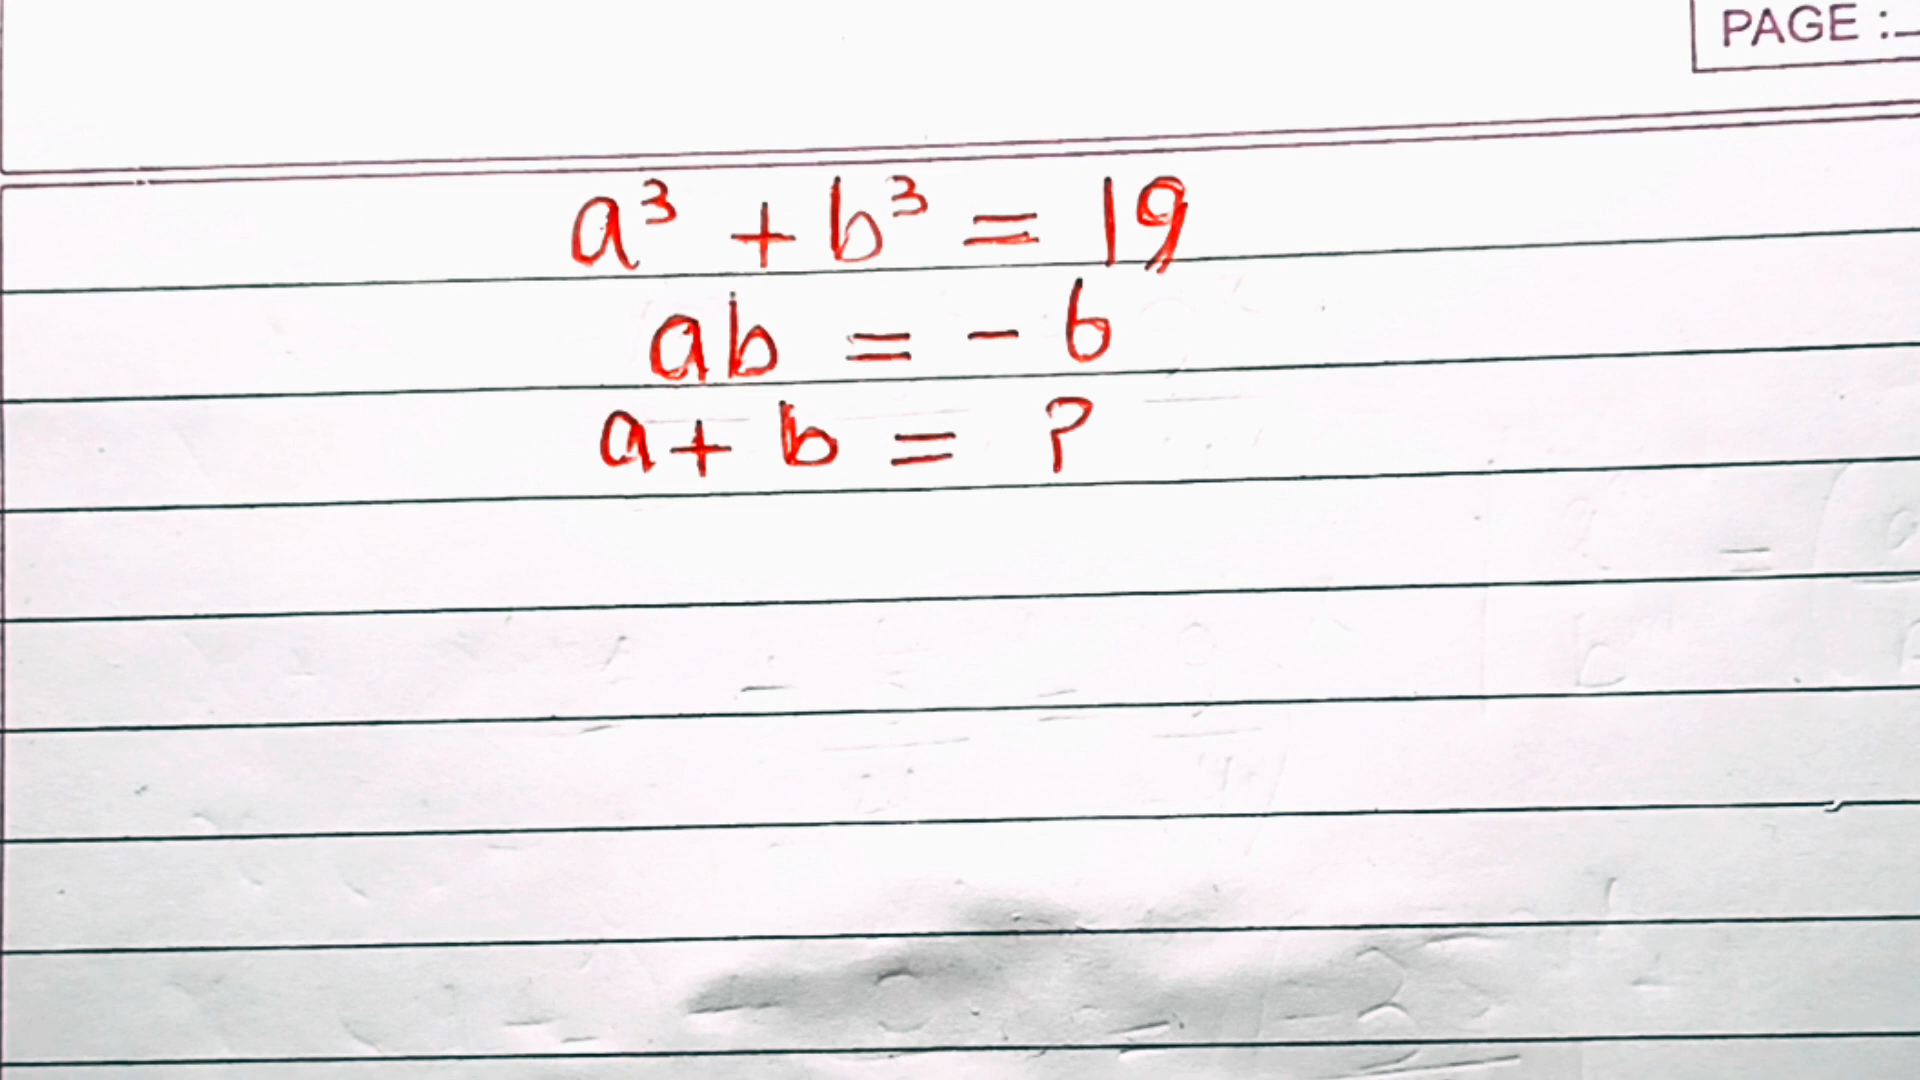 PAGE :
a³ + b³ = 19
ab = - 6
a + b = ?